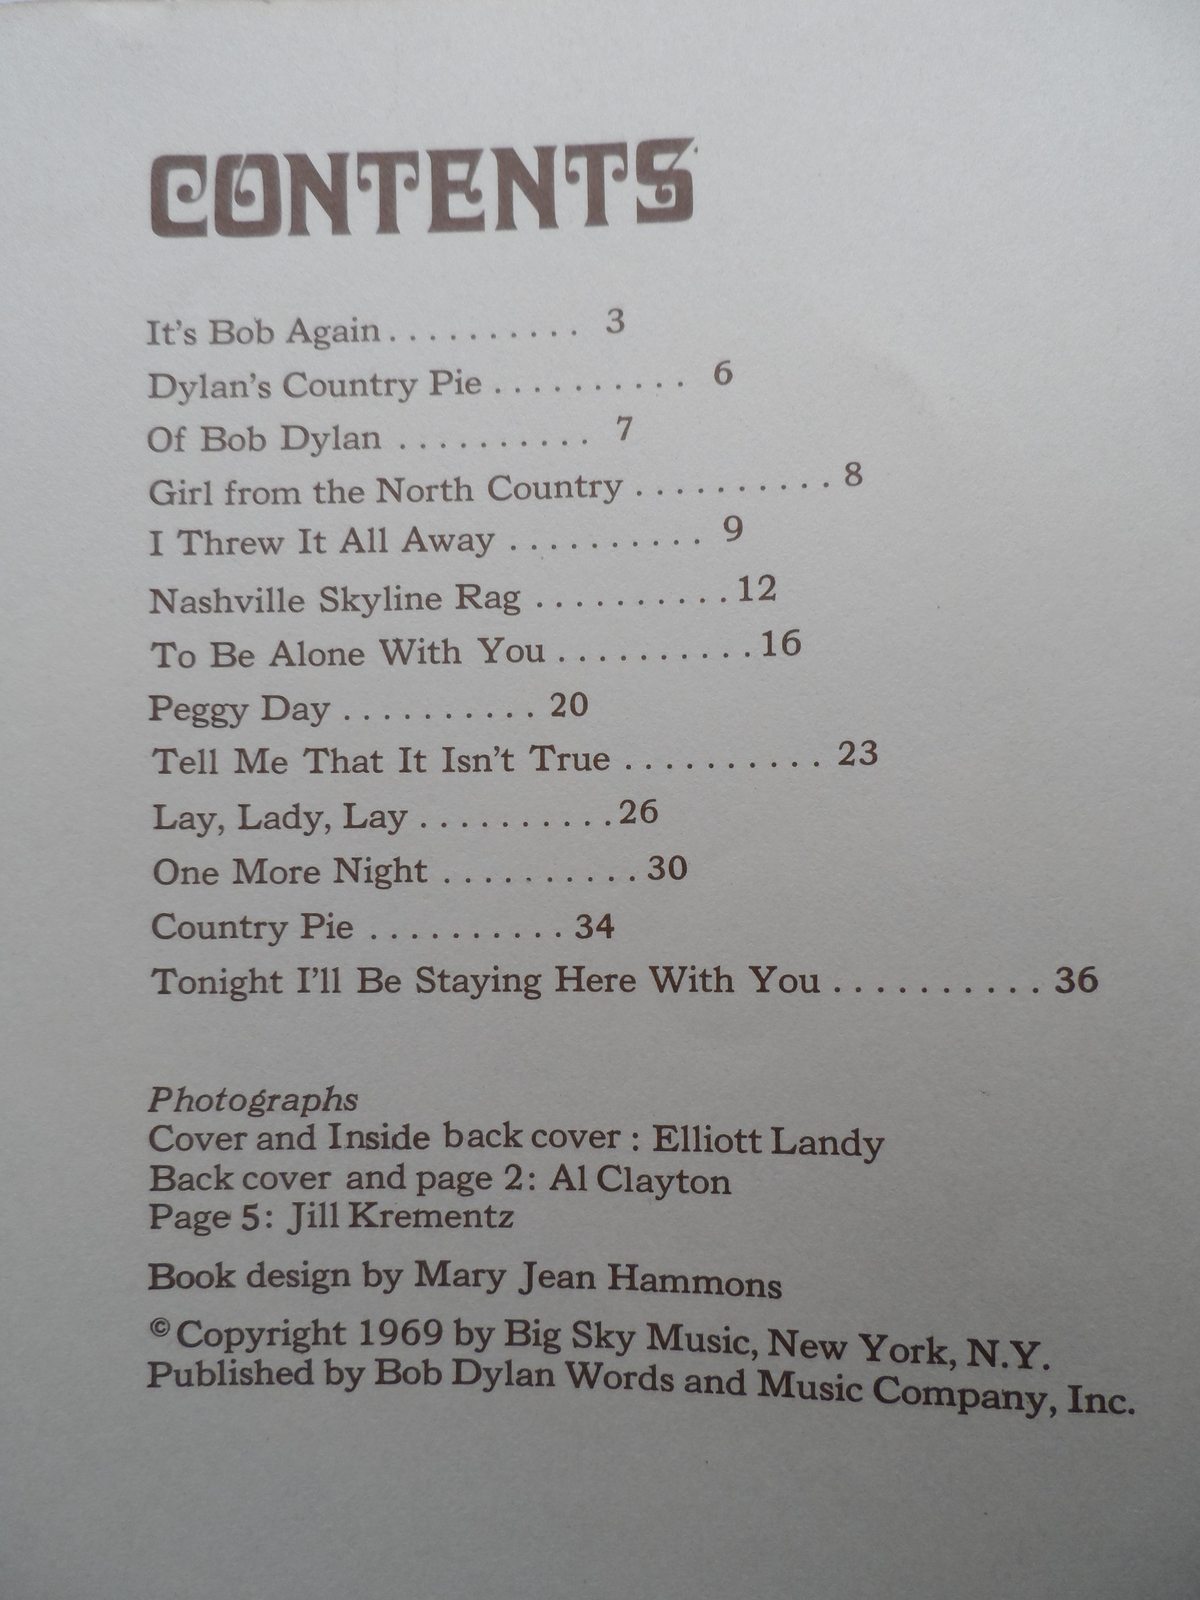 CONTENTS
It's Bob Again.......... 3
Dylan's Country Pie .......... 6
Of Bob Dylan .......... 7
Girl from the North Country .......... 8
I Threw It All Away .......... 9
Nashville Skyline Rag .......... 12
To Be Alone With You .......... 16
Peggy Day .......... 20
Tell Me That It Isn't True .......... 23
Lay, Lady, Lay .......... 26
One More Night .......... 30
Country Pie .......... 34
Tonight I'll Be Staying Here With You .......... 36
Photographs
Cover and Inside back cover : Elliott Landy
Back cover and page 2: Al Clayton
Page 5: Jill Krementz
Book design by Mary Jean Hammons
© Copyright 1969 by Big Sky Music, New York, N.Y.
Published by Bob Dylan Words and Music Company, Inc.